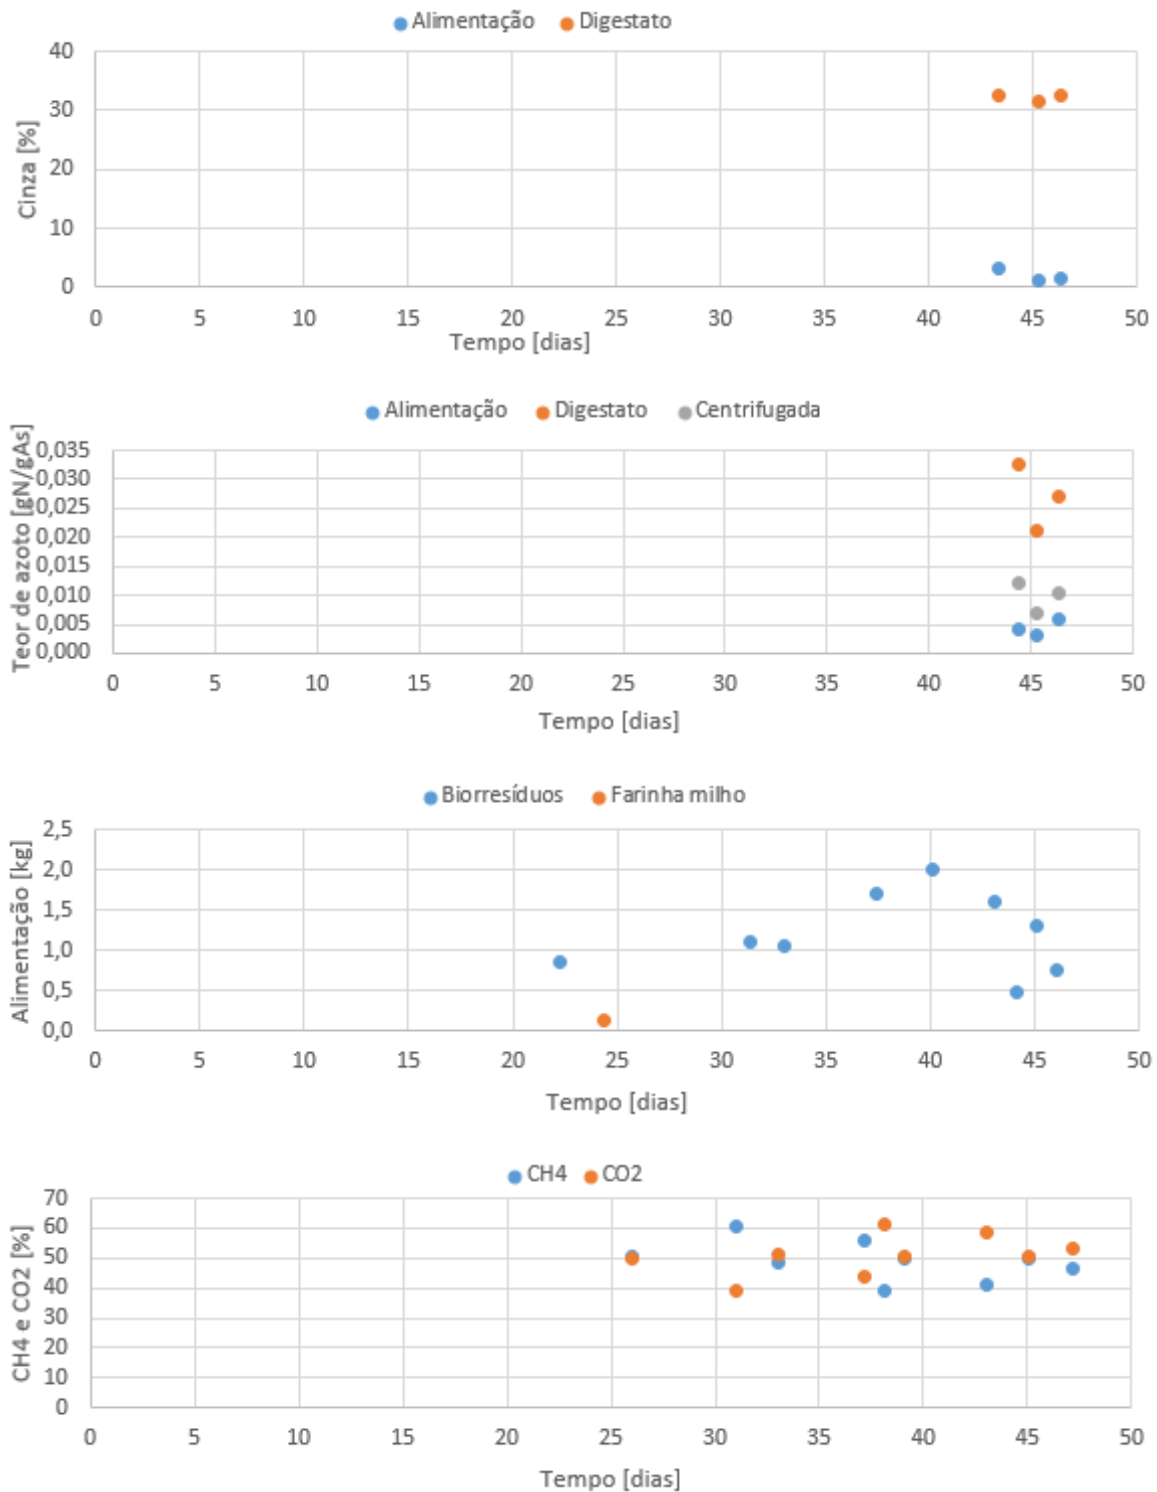 Alimentação Digestato
Cinza [%]
40
30
20
10
0
0 5 10 15 20 25 30 35 40 45 50
Tempo [dias]
Alimentação Digestato Centrifugada
Teor de azoto [gN/gAs]
0,035
0,030
0,025
0,020
0,015
0,010
0,005
0,000
0 5 10 15 20 25 30 35 40 45 50
Tempo [dias]
Biorresíduos Farinha milho
Alimentação [kg]
2,5
2,0
1,5
1,0
0,5
0,0
0 5 10 15 20 25 30 35 40 45 50
Tempo [dias]
CH4 CO2
CH4 e CO2 [%]
70
60
50
40
30
20
10
0
0 5 10 15 20 25 30 35 40 45 50
Tempo [dias]